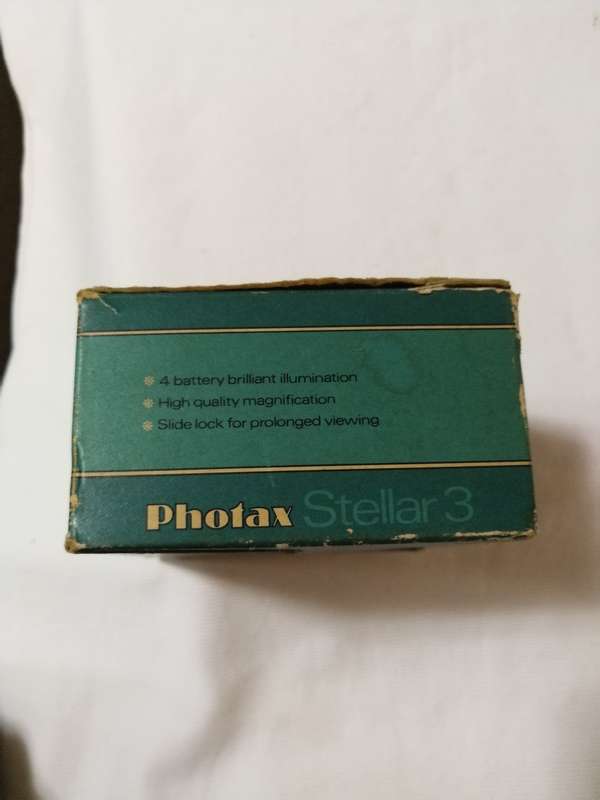 4 battery brilliant illumination
High quality magnification
Slide lock for prolonged viewing
Photax Stellar 3